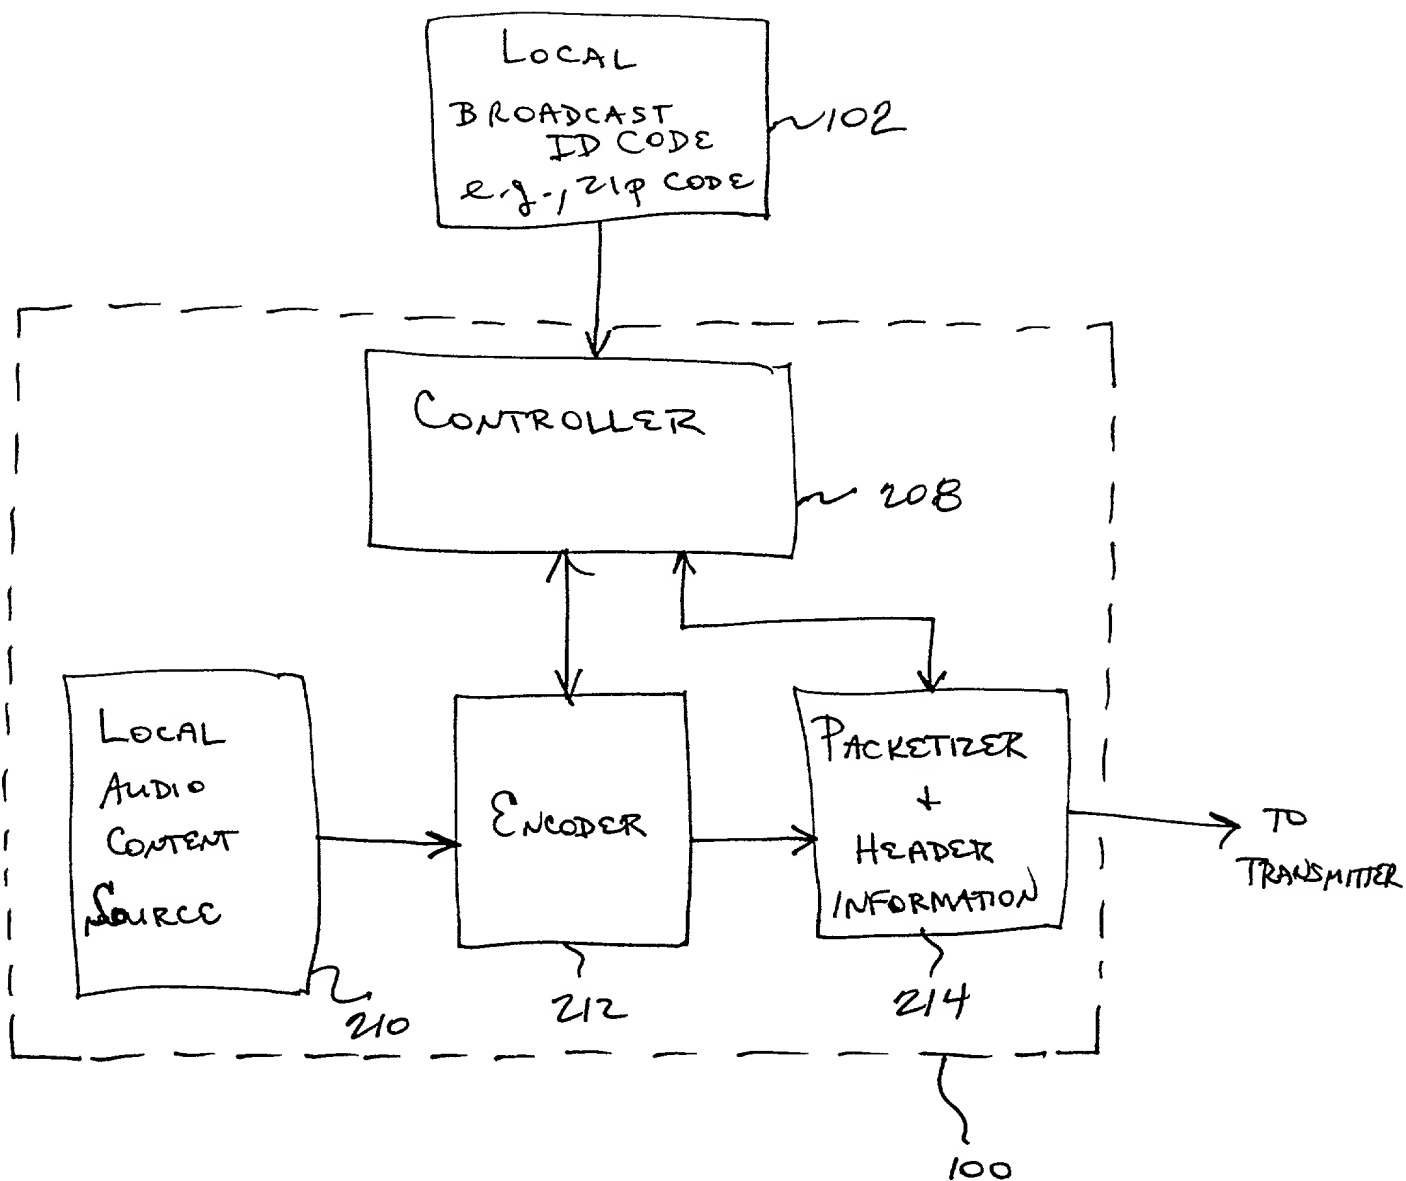 LOCAL
BROADCAST
ID CODE
e.g., ZIP CODE
102
CONTROLLER
208
LOCAL
AUDIO
CONTENT
SOURCE
210
ENCODER
212
PACKETIZER
+
HEADER
INFORMATION
214
TO
TRANSMITTER
100